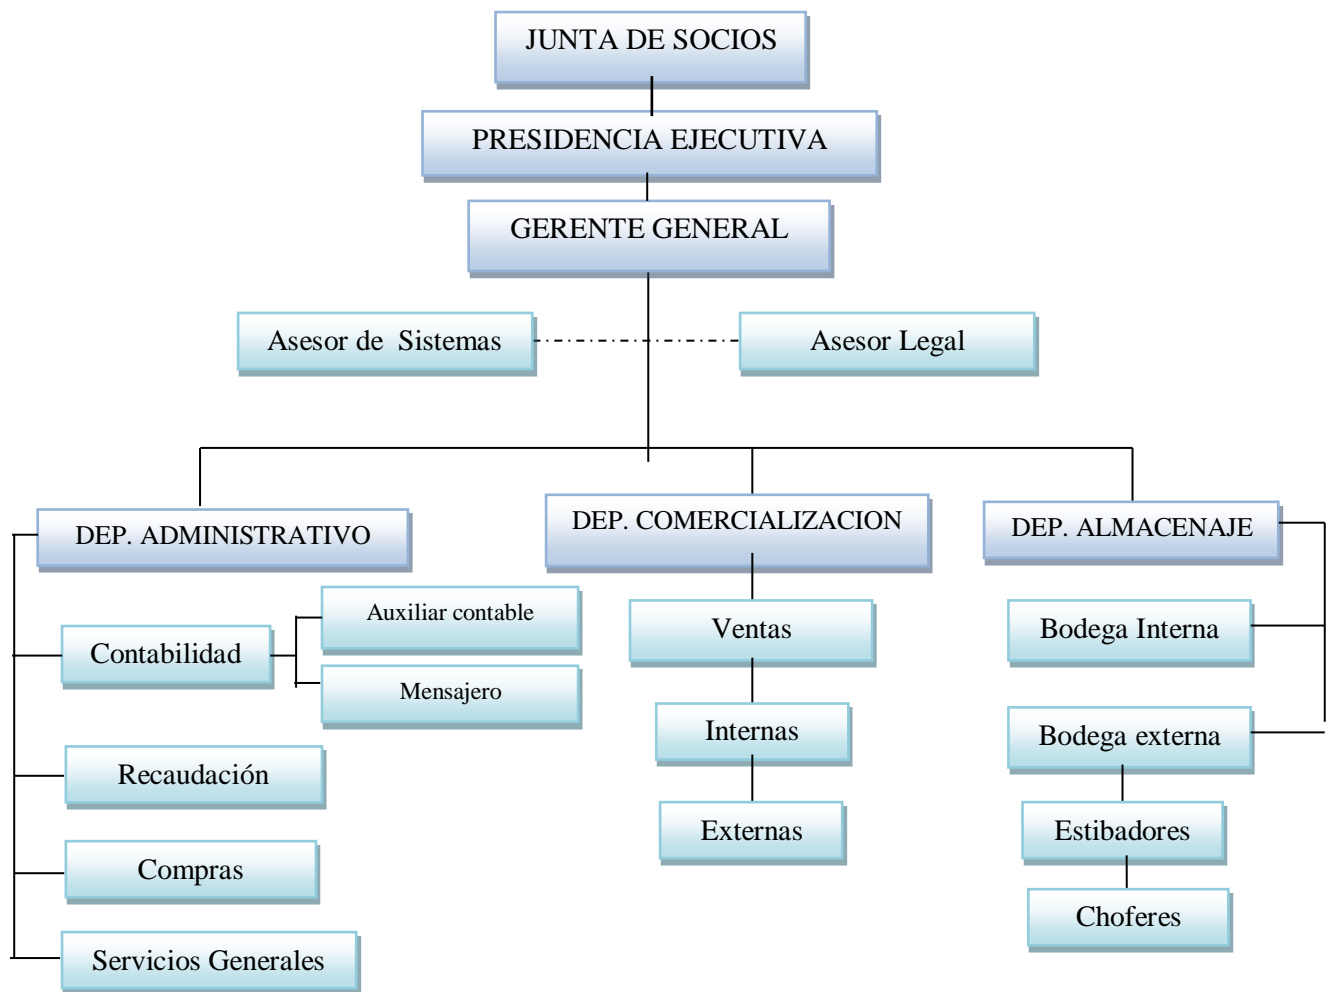 JUNTA DE SOCIOS
PRESIDENCIA EJECUTIVA
GERENTE GENERAL
Asesor de Sistemas
Asesor Legal
DEP. ADMINISTRATIVO
DEP. COMERCIALIZACION
DEP. ALMACENAJE
Contabilidad
Auxiliar contable
Mensajero
Recaudación
Compras
Servicios Generales
Ventas
Internas
Externas
Bodega Interna
Bodega externa
Estibadores
Choferes